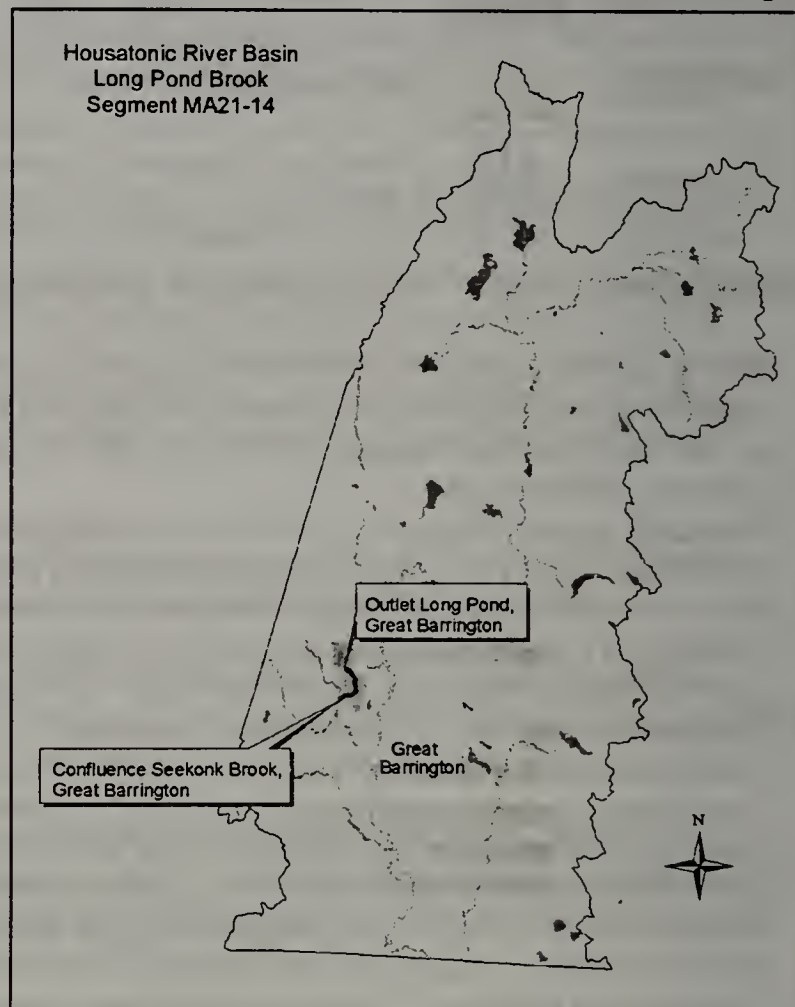 Housatonic River Basin
Long Pond Brook
Segment MA21-14
Outlet Long Pond,
Great Barrington
Confluence Seekonk Brook,
Great Barrington
Great
Barrington
N